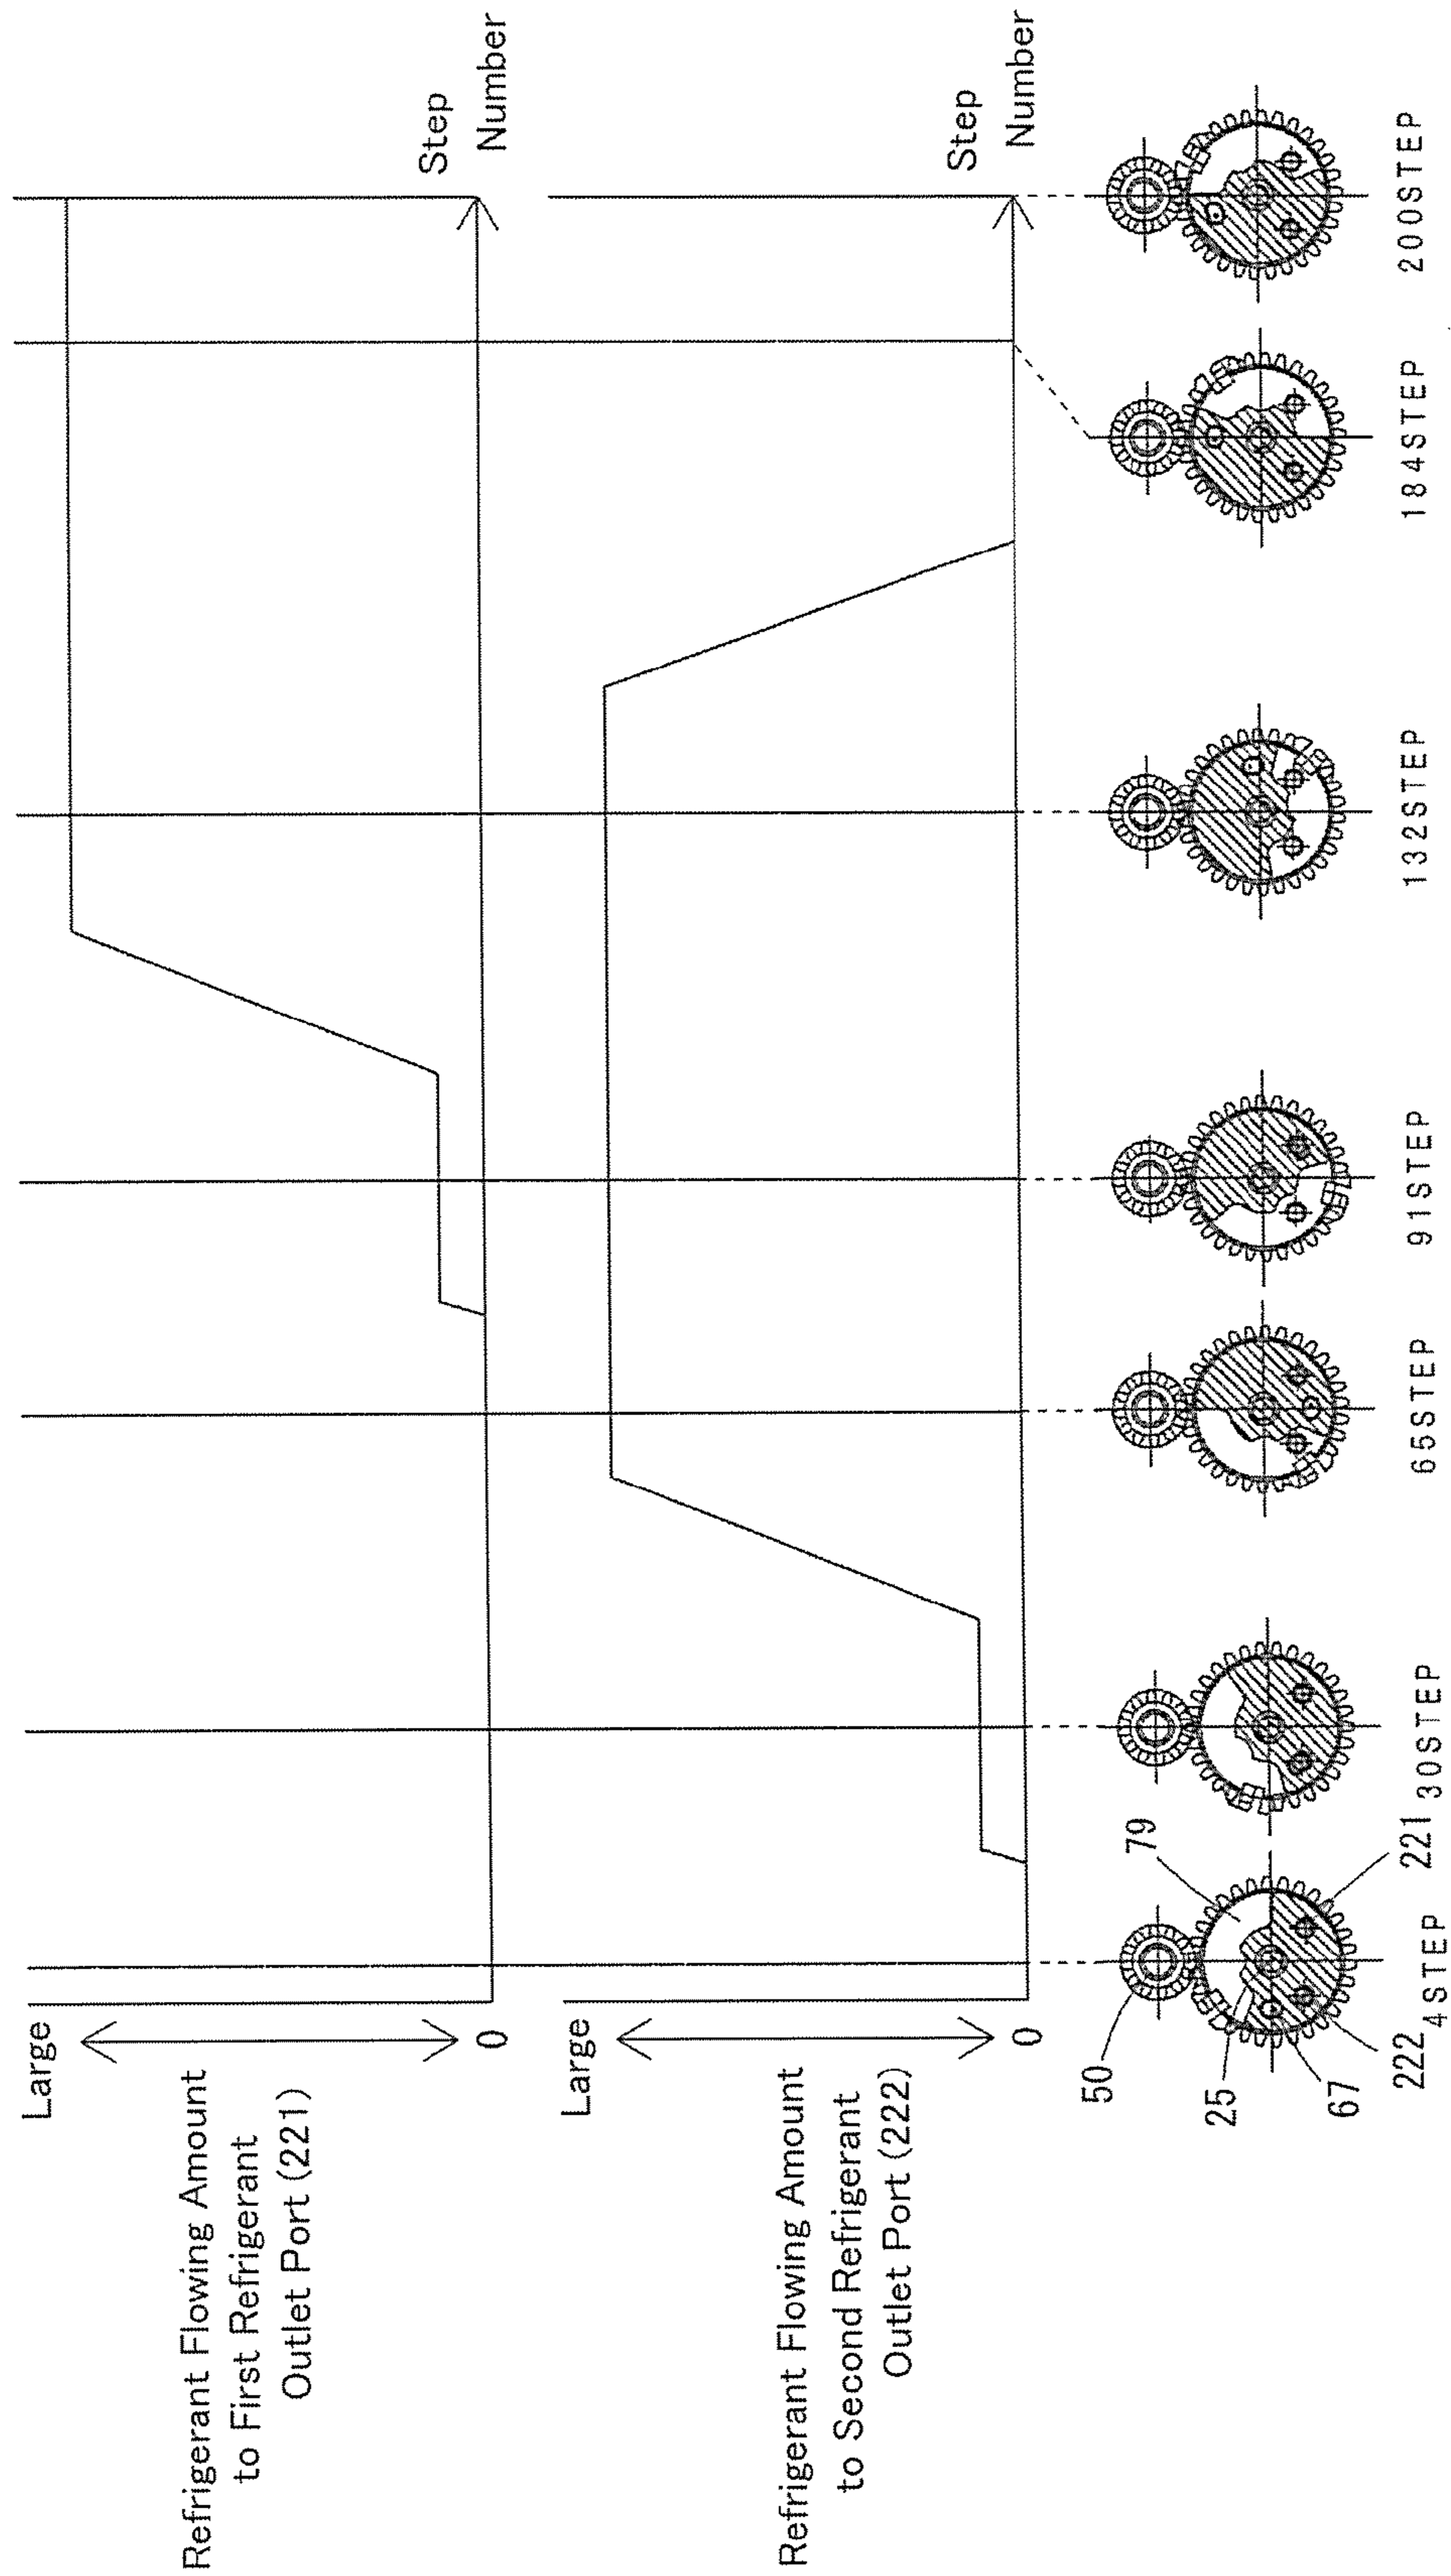 Refrigerant Flowing Amount
to First Refrigerant
Outlet Port (221)
Large
0
Step
Number
Refrigerant Flowing Amount
to Second Refrigerant
Outlet Port (222)
Large
0
Step
Number
50
25
67
222
79
221
4STEP
30STEP
65STEP
91STEP
132STEP
184STEP
200STEP